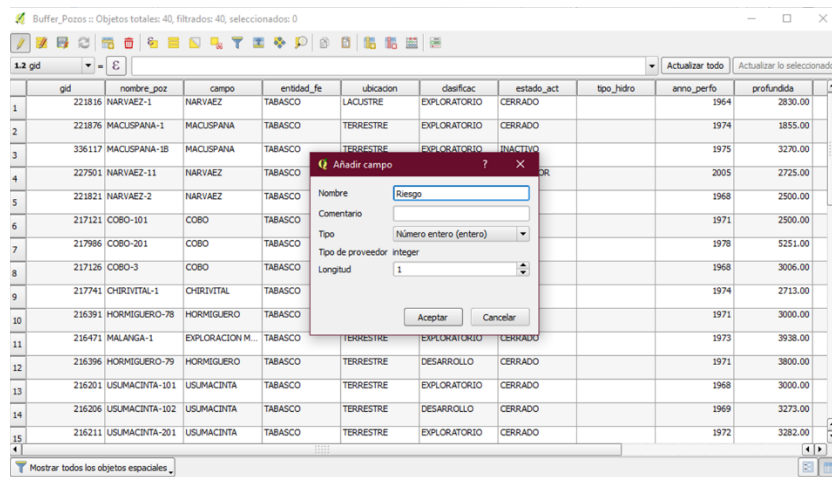 Buffer_Pozos :: Objetos totales: 40, filtrados: 40, seleccionados: 0
1.2 gid = ε Actualizar todo Actualizar lo seleccionado
gid nombre_poz campo entidad_fe ubicacion clasificac estado_act tipo_hidro anno_perfo profundida
1 221816 NARVAEZ-1 NARVAEZ TABASCO LACUSTRE EXPLORATORIO CERRADO 1964 2830.00
2 221876 MACUSPANA-1 MACUSPANA TABASCO TERRESTRE EXPLORATORIO CERRADO 1974 1855.00
3 336117 MACUSPANA-1B MACUSPANA TABASCO TERRESTRE EXPLORATORIO INACTIVO 1975 3270.00
4 227501 NARVAEZ-11 NARVAEZ TABASCO OR 2005 2725.00
5 221821 NARVAEZ-2 NARVAEZ TABASCO 1968 2500.00
6 217121 COBO-101 COBO TABASCO 1971 2500.00
7 217986 COBO-201 COBO TABASCO 1978 5251.00
8 217126 COBO-3 COBO TABASCO 1968 3006.00
9 217741 CHIRIVITAL-1 CHIRIVITAL TABASCO 1974 2713.00
10 216391 HORMIGUERO-78 HORMIGUERO TABASCO 1971 3000.00
11 216471 MALANGA-1 EXPLORACION M... TABASCO TERRESTRE EXPLORATORIO CERRADO 1973 3938.00
12 216396 HORMIGUERO-79 HORMIGUERO TABASCO TERRESTRE DESARROLLO CERRADO 1971 3800.00
13 216201 USUMACINTA-101 USUMACINTA TABASCO TERRESTRE EXPLORATORIO CERRADO 1968 3000.00
14 216206 USUMACINTA-102 USUMACINTA TABASCO TERRESTRE DESARROLLO CERRADO 1969 3273.00
15 216211 USUMACINTA-201 USUMACINTA TABASCO TERRESTRE EXPLORATORIO CERRADO 1972 3282.00
Añadir campo ? ×
Nombre Riesgo
Comentario
Tipo Número entero (entero)
Tipo de proveedor integer
Longitud 1
Aceptar Cancelar
Mostrar todos los objetos espaciales